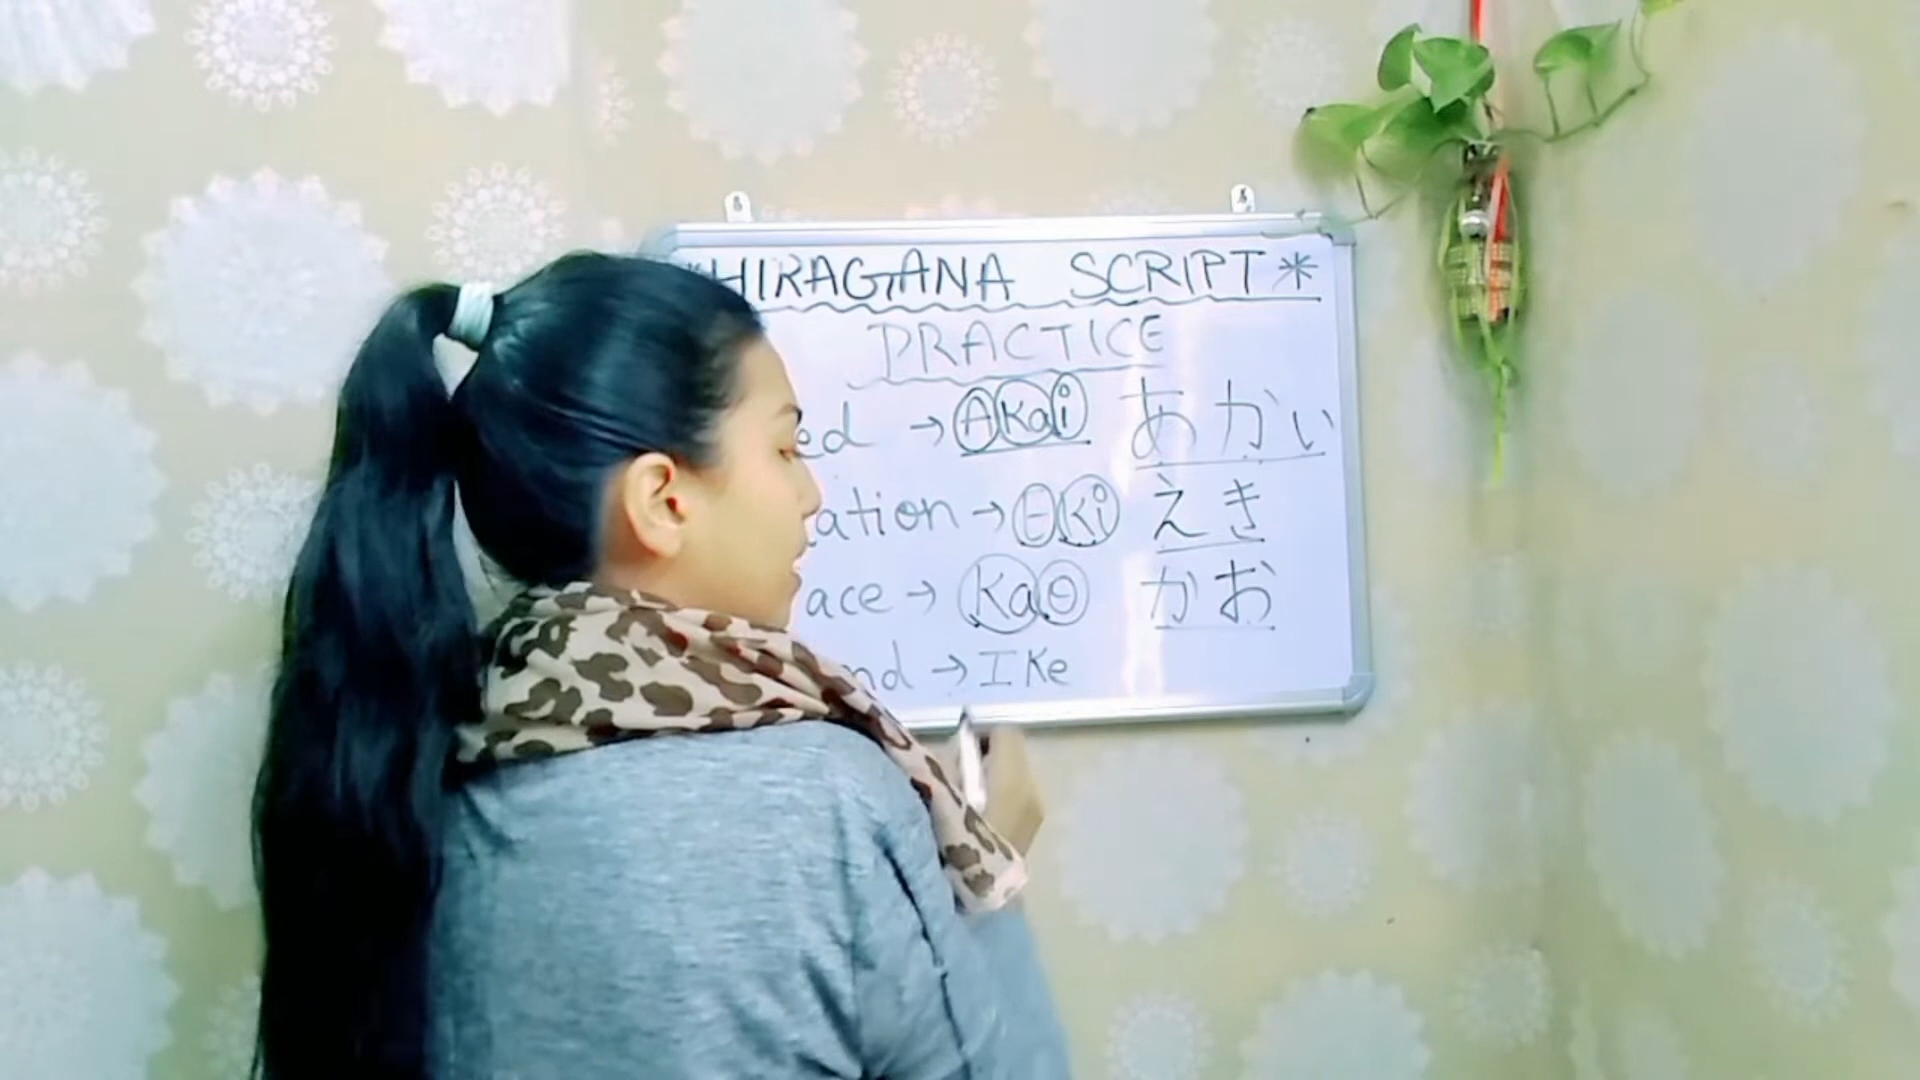 HIRAGANA SCRIPT *
PRACTICE
ed → Akai あかい
ation → Eki えき
ace → Kao かお
nd → IKe